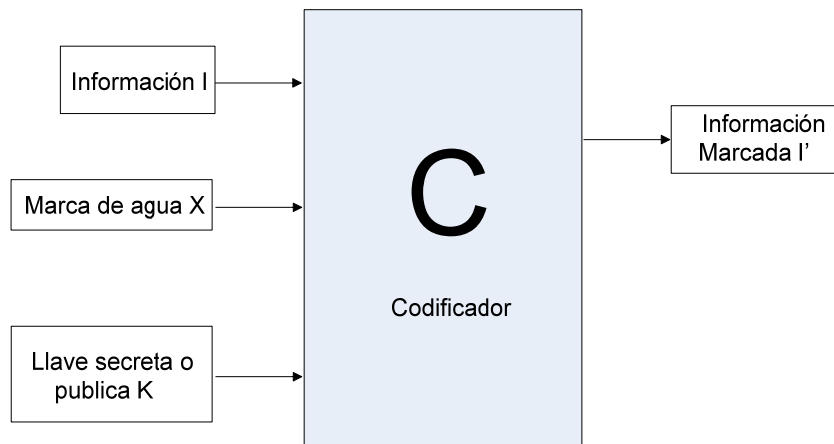 Información I
Marca de agua X
Llave secreta o
publica K
C
Codificador
Información
Marcada I’